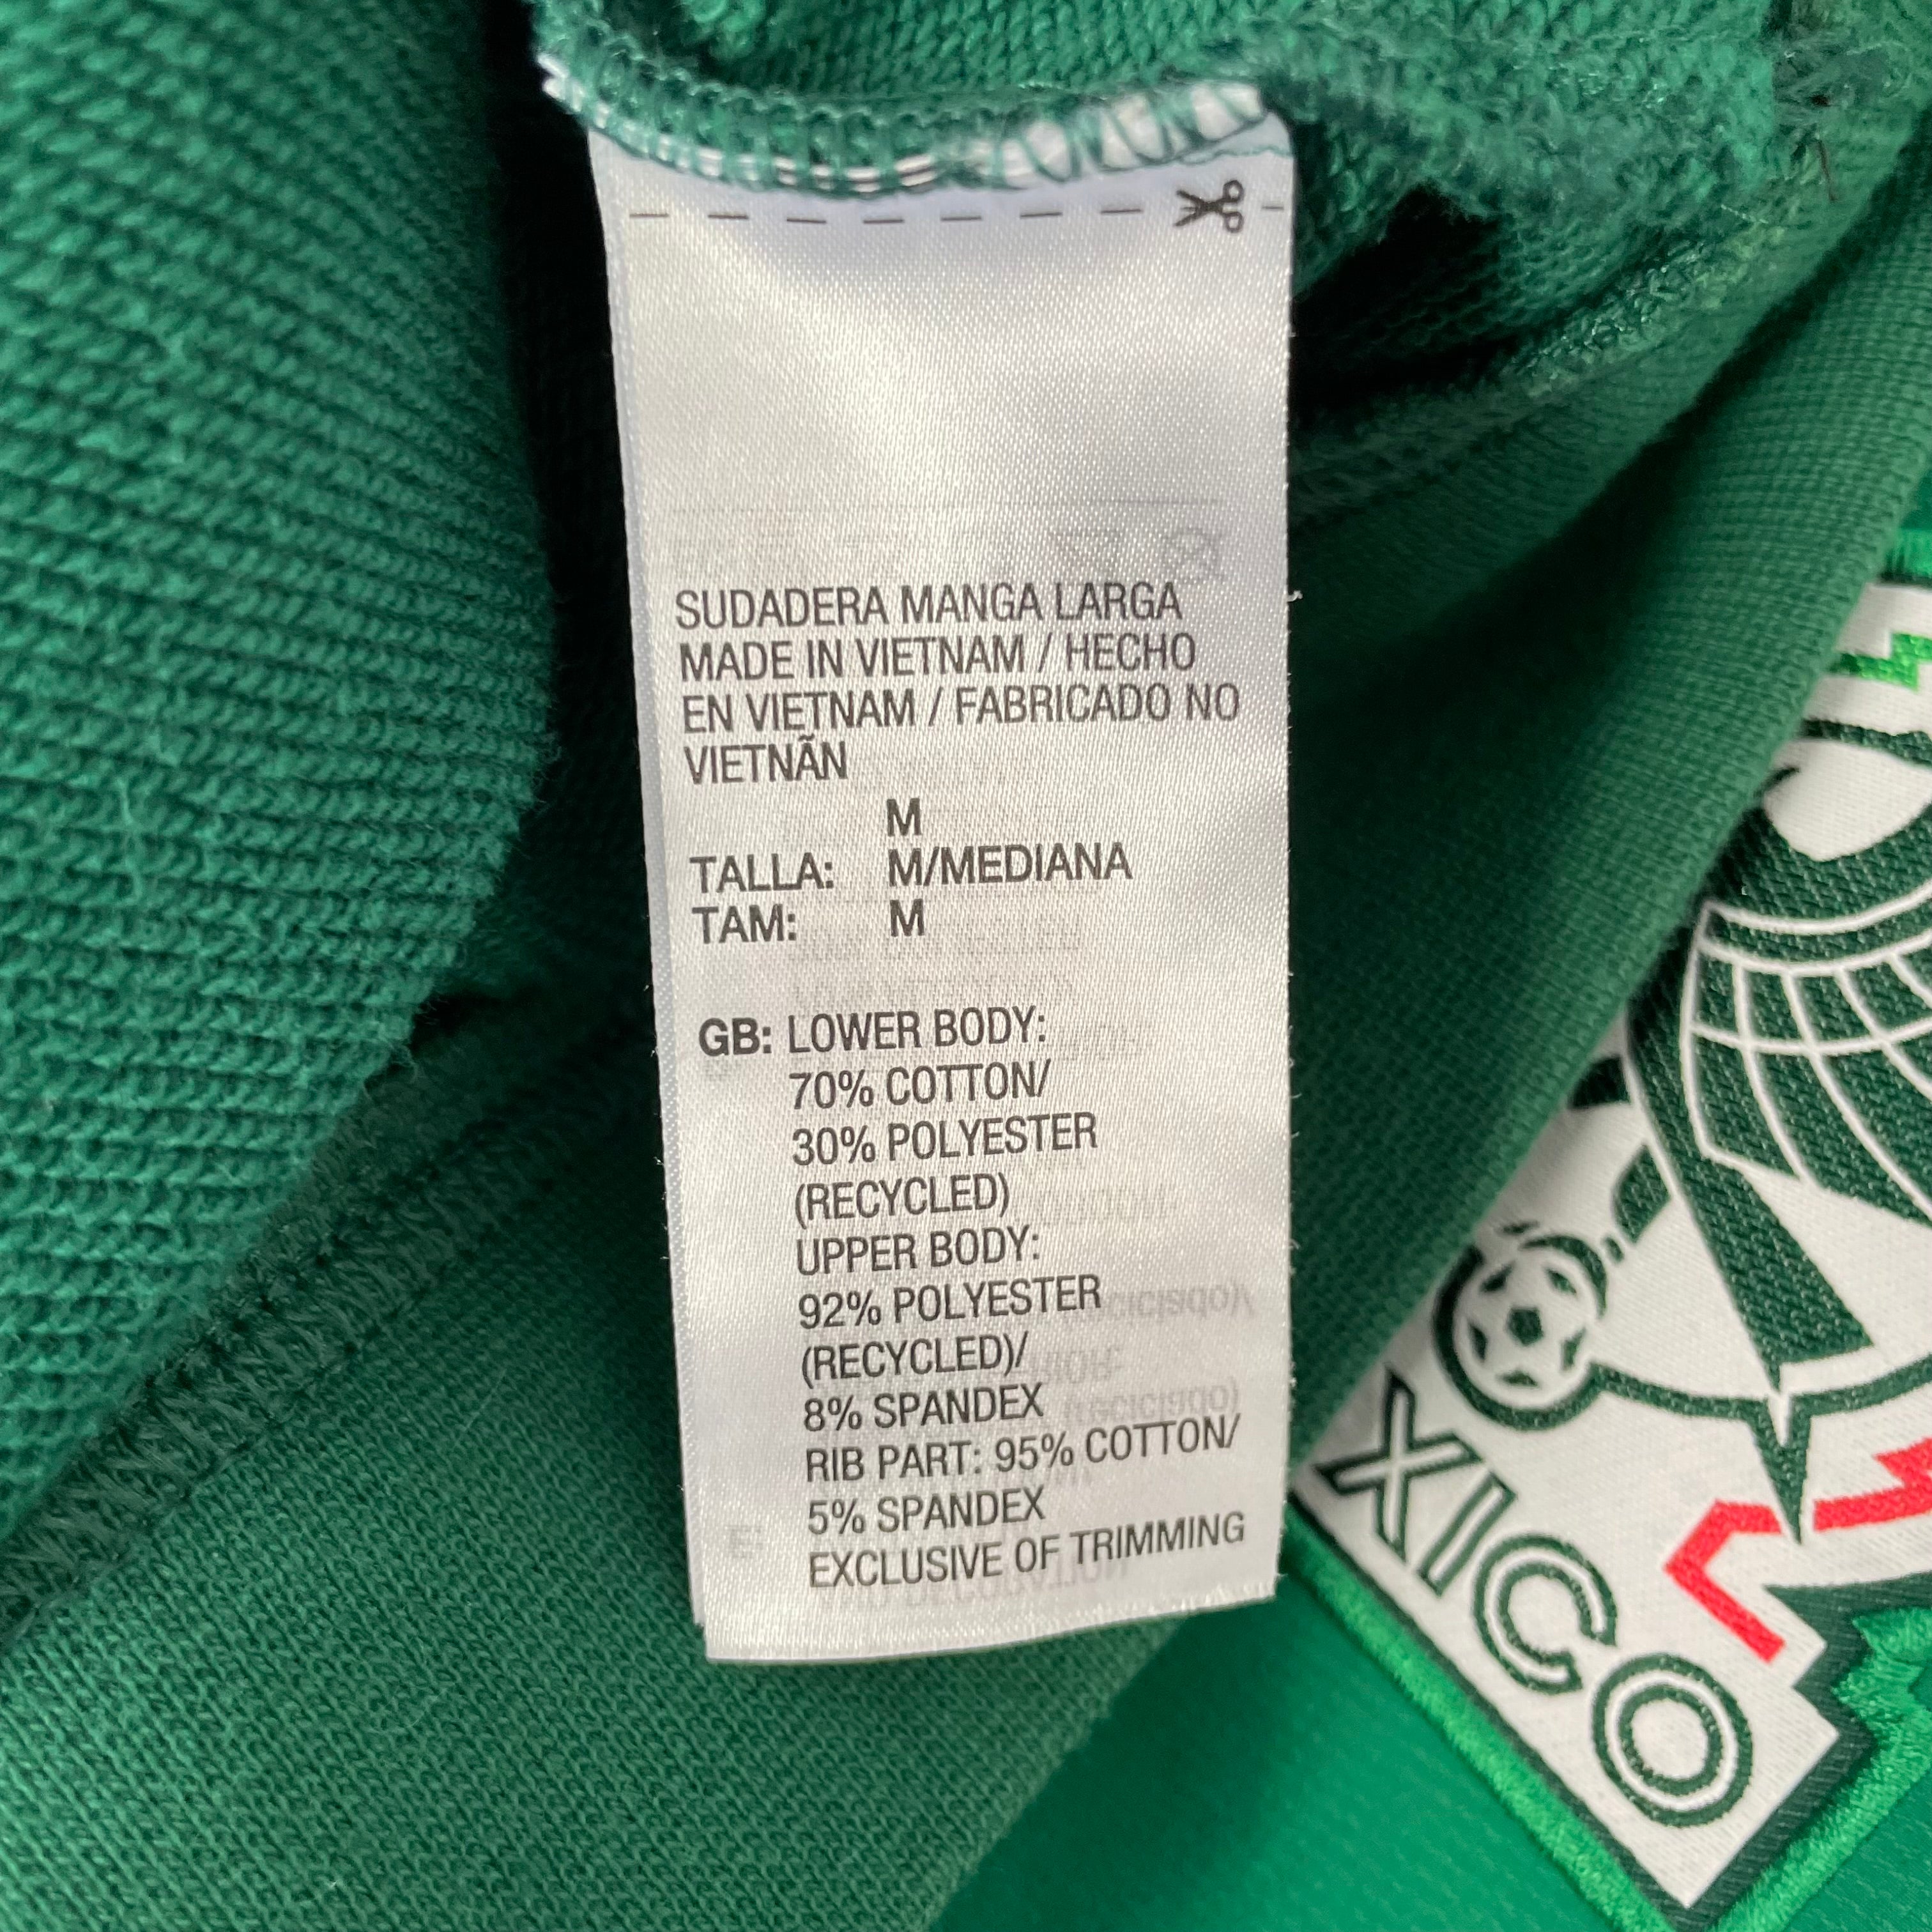 SUDADERA MANGA LARGA
MADE IN VIETNAM / HECHO
EN VIETNAM / FABRICADO NO
VIETNÃN
M
TALLA: M/MEDIANA
TAM: M
GB: LOWER BODY:
70% COTTON/
30% POLYESTER
(RECYCLED)
UPPER BODY:
92% POLYESTER
(RECYCLED)/
8% SPANDEX
RIB PART: 95% COTTON/
5% SPANDEX
EXCLUSIVE OF TRIMMING
XICO